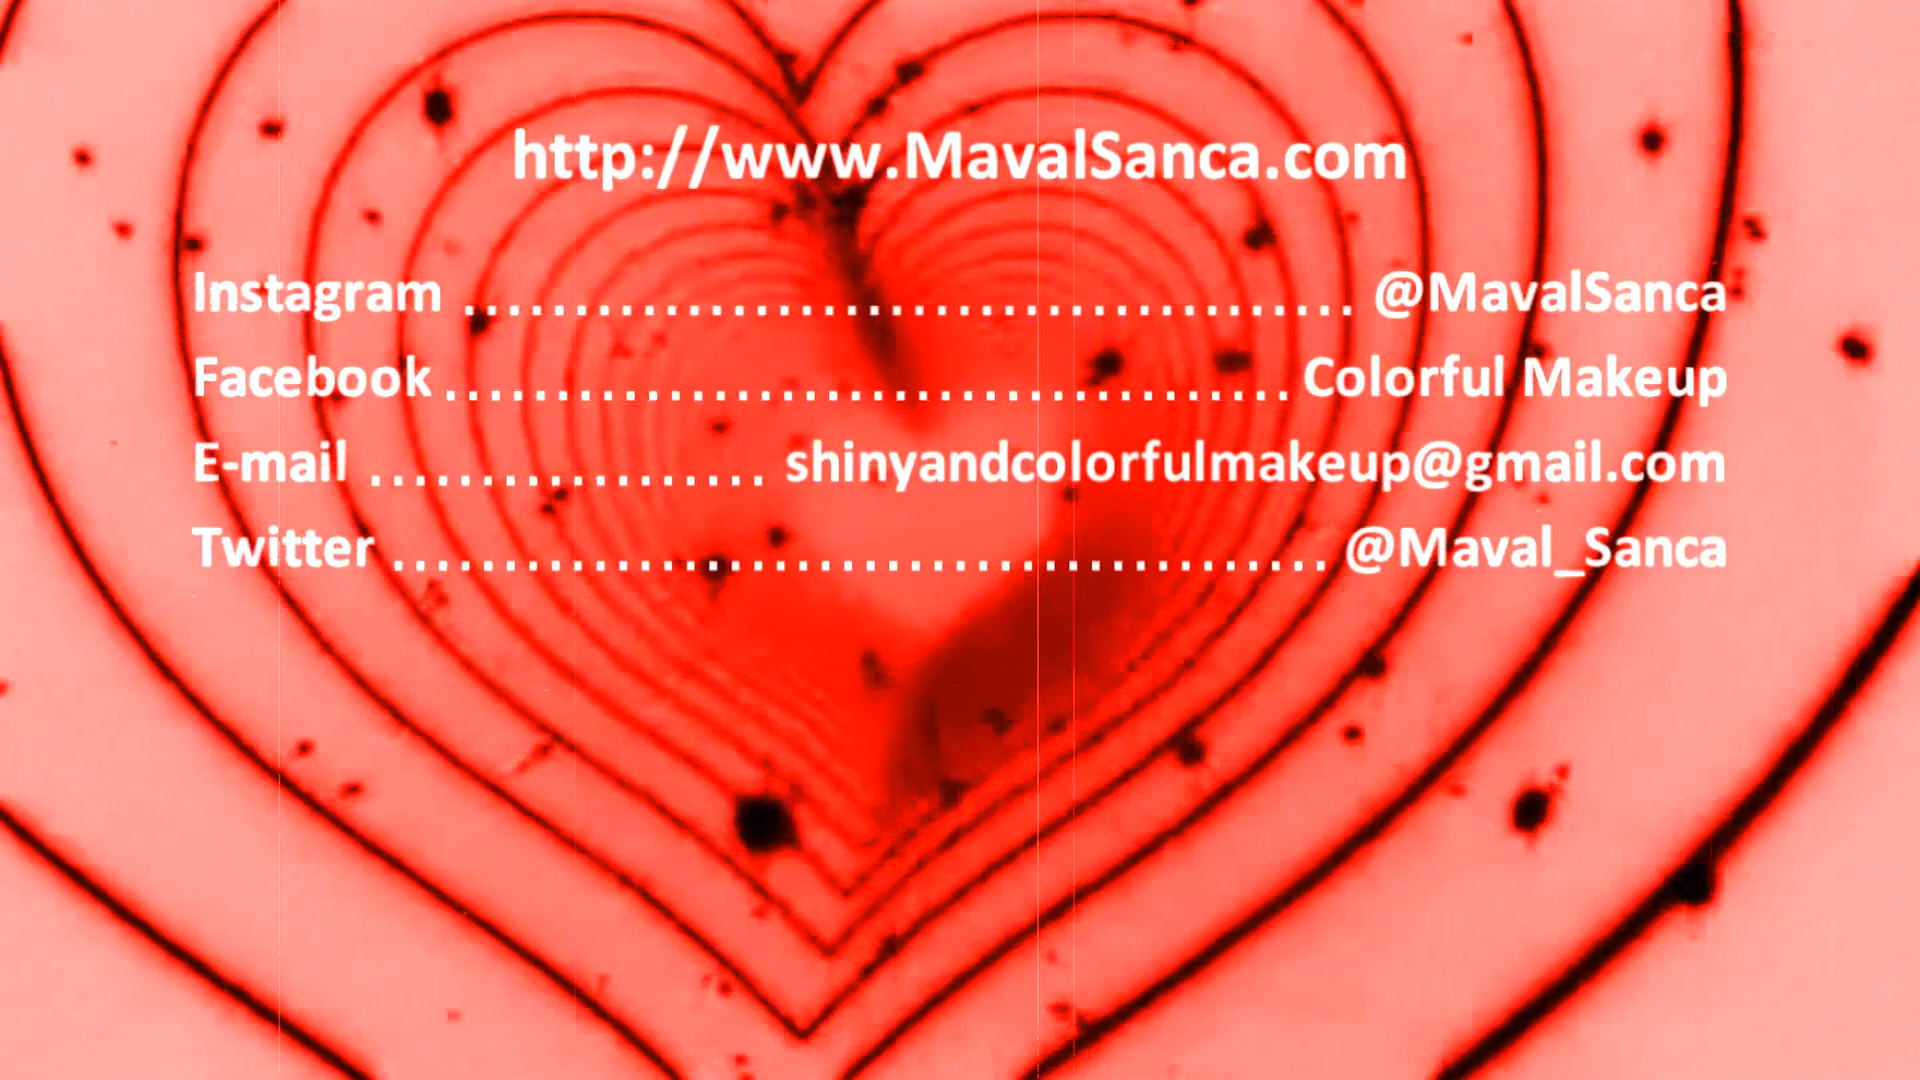 http://www.MavalSanca.com
Instagram ........................................ @MavalSanca
Facebook ...................................... Colorful Makeup
E-mail .................. shinyandcolorfulmakeup@gmail.com
Twitter .......................................... @Maval_Sanca